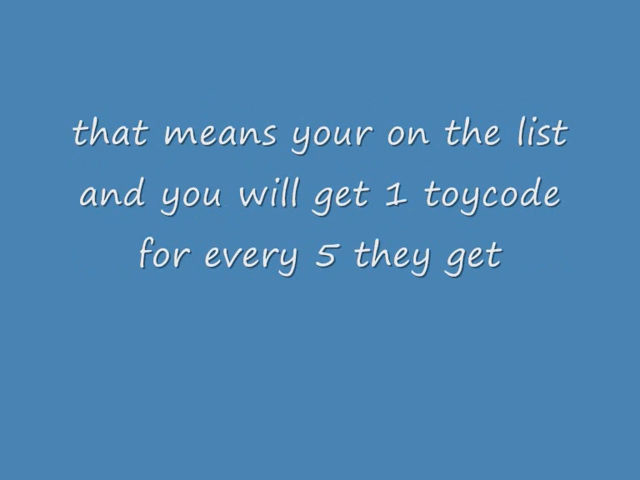 that means your on the list
and you will get 1 toycode
for every 5 they get